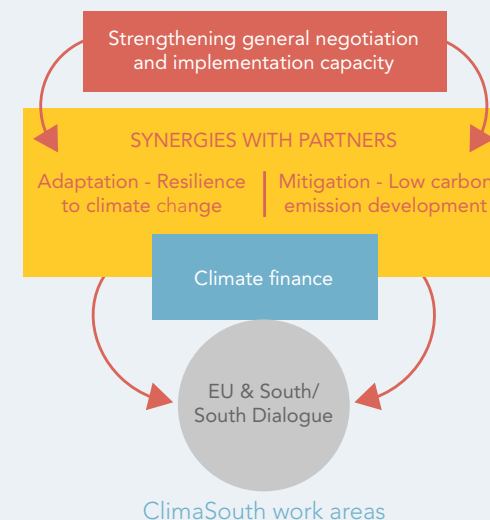 Strengthening general negotiation
and implementation capacity
SYNERGIES WITH PARTNERS
Adaptation - Resilience
to climate change
Mitigation - Low carbon
emission development
Climate finance
EU & South/
South Dialogue
ClimaSouth work areas